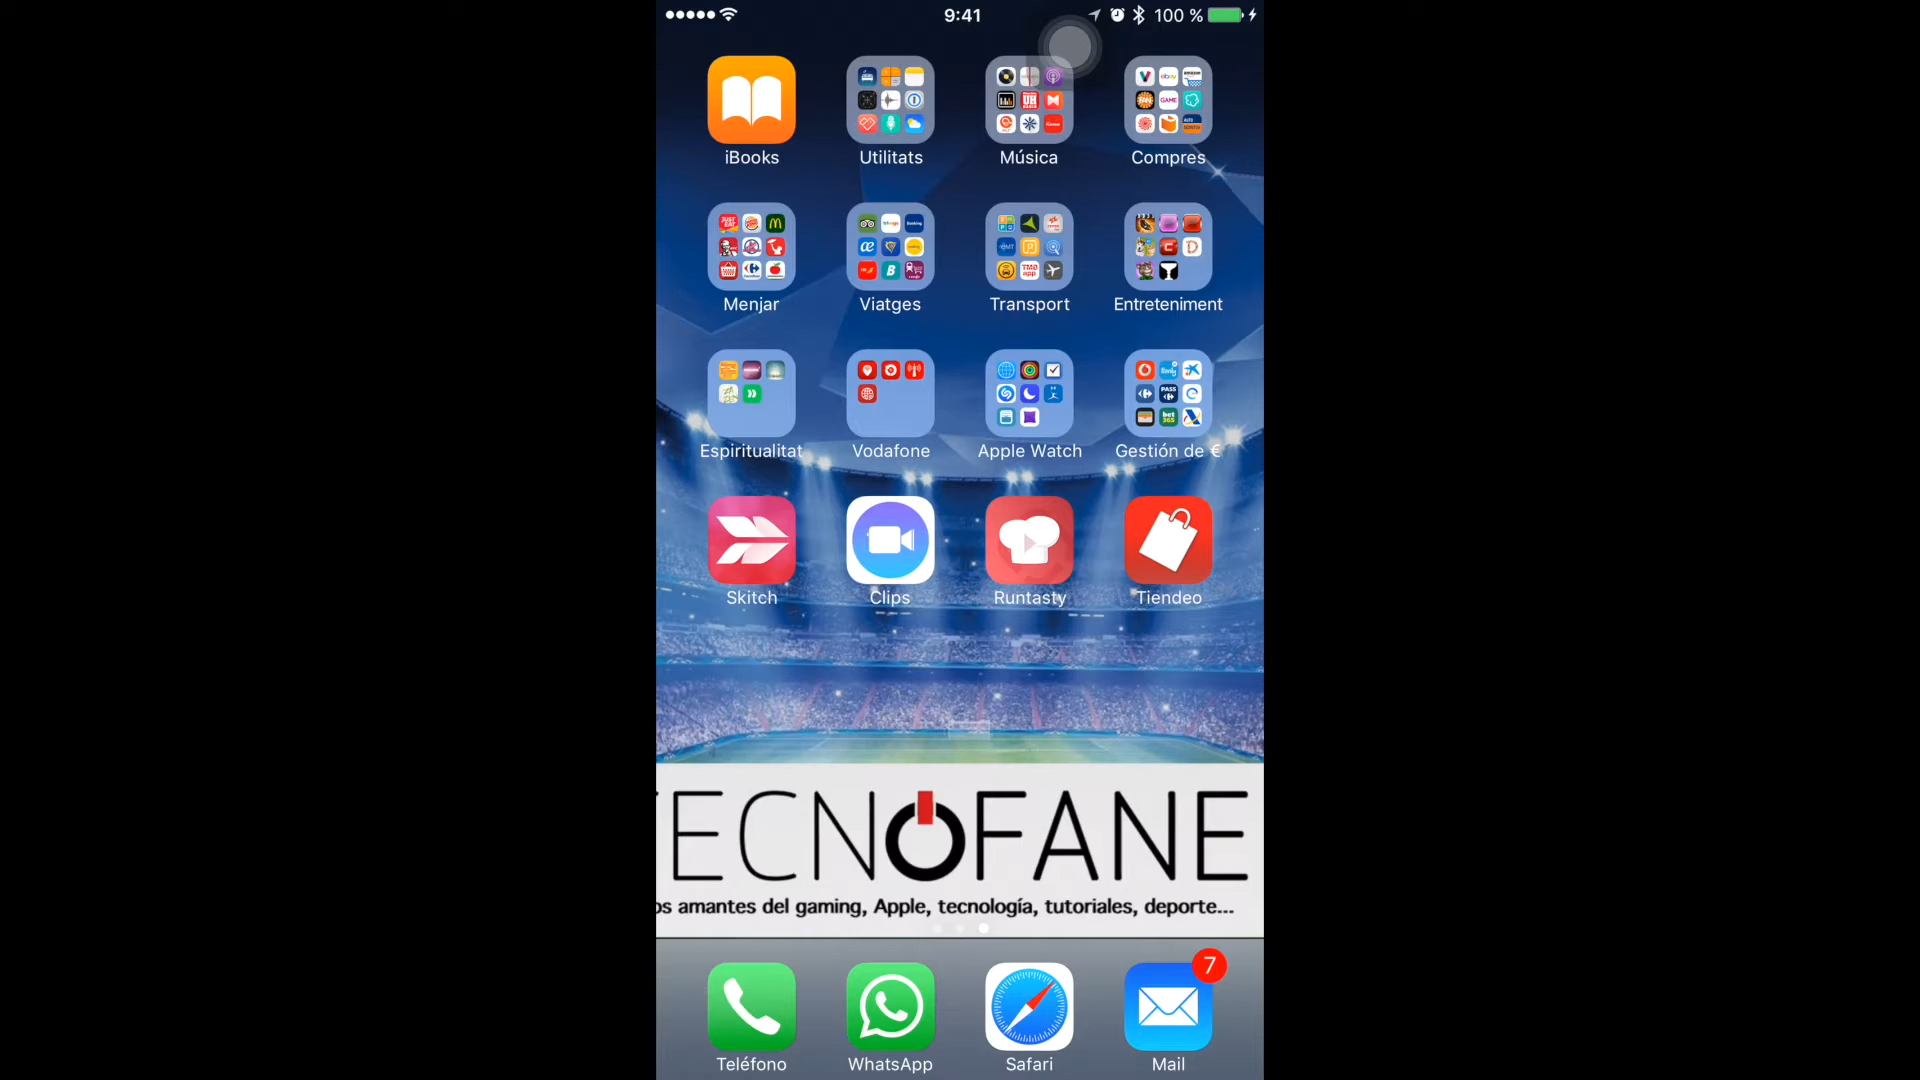 9:41 100 %
iBooks Utilitats Música Compres
Menjar Viatges Transport Entreteniment
Espiritualitat Vodafone Apple Watch Gestión de €
Skitch Clips Runtasty Tiendeo
TECNOFANE
os amantes del gaming, Apple, tecnología, tutoriales, deporte...
7
Teléfono WhatsApp Safari Mail